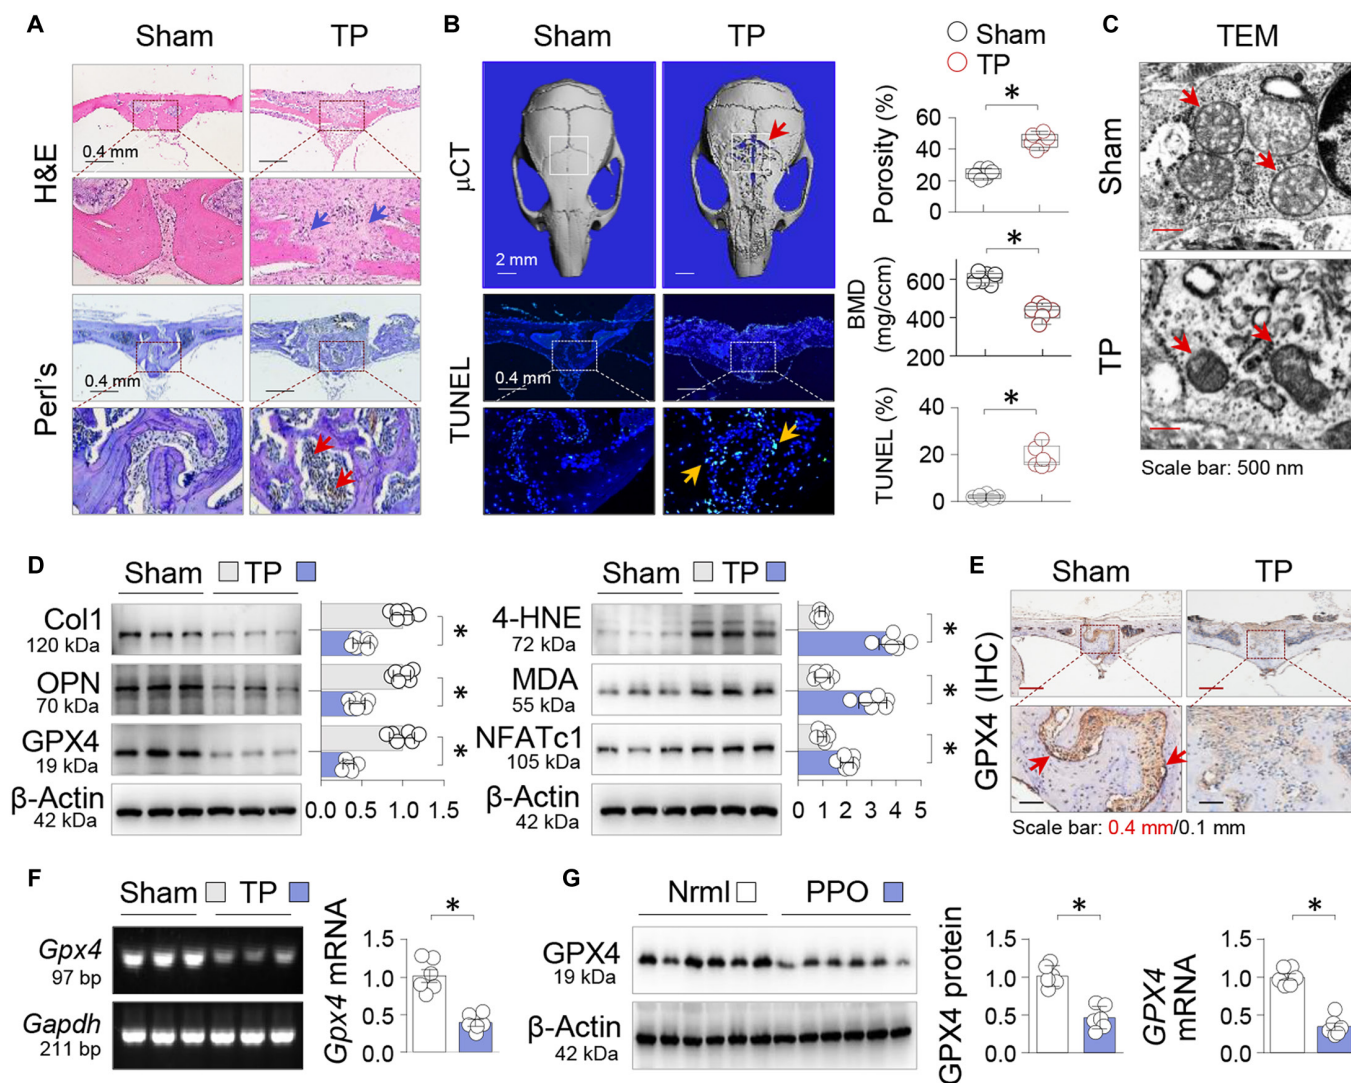 A
Sham TP
H&E
0.4 mm
Perl's
0.4 mm
B
Sham TP
µCT
2 mm
TUNEL
0.4 mm
Sham
TP
Porosity (%)
60
40
20
0
*
BMD
(mg/ccm)
600
400
200
*
TUNEL (%)
40
20
0
*
C
TEM
Sham
TP
Scale bar: 500 nm
D
Sham TP
Col1
120 kDa
*
OPN
70 kDa
*
GPX4
19 kDa
*
β-Actin
42 kDa
0.0 0.5 1.0 1.5
Sham TP
4-HNE
72 kDa
*
MDA
55 kDa
*
NFATc1
105 kDa
*
β-Actin
42 kDa
0 1 2 3 4 5
E
Sham TP
GPX4 (IHC)
Scale bar: 0.4 mm/0.1 mm
F
Sham TP
Gpx4
97 bp
Gapdh
211 bp
Gpx4 mRNA
1.5
1.0
0.5
0.0
*
G
Nrml PPO
GPX4
19 kDa
β-Actin
42 kDa
GPX4 protein
1.5
1.0
0.5
0.0
*
GPX4
mRNA
1.5
1.0
0.5
0.0
*